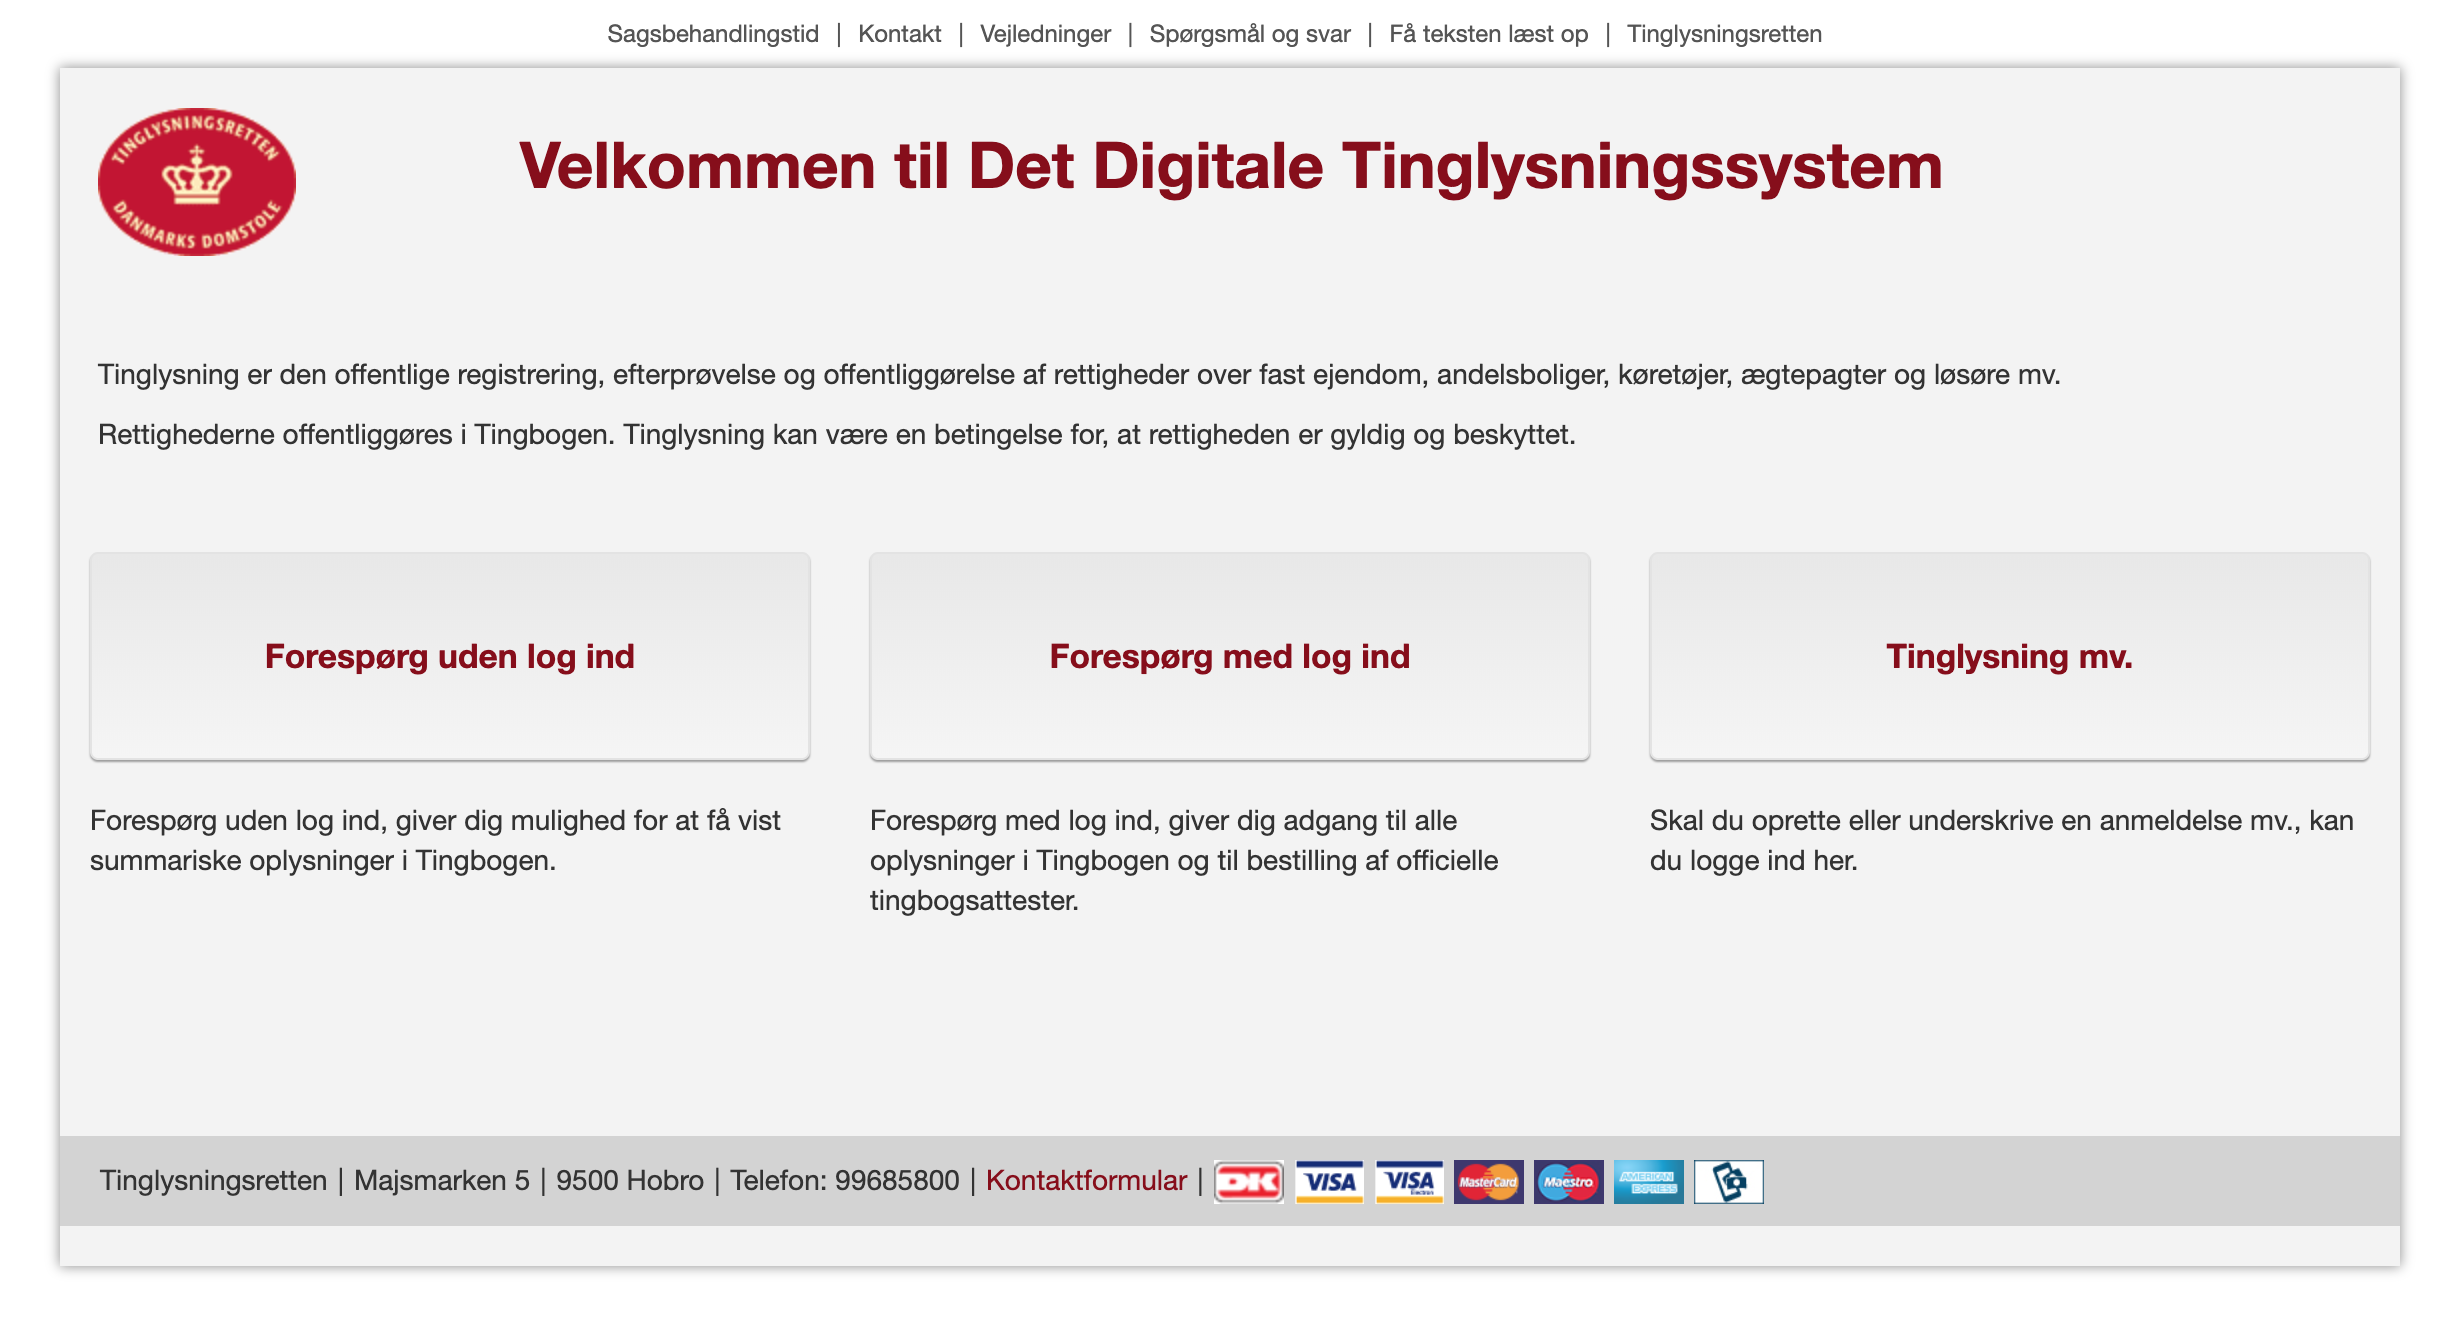 Sagsbehandlingstid | Kontakt | Vejledninger | Spørgsmål og svar | Få teksten læst op | Tinglysningsretten
TINGLYSNINGSRETTEN
DANMARKS DOMSTOLE
Velkommen til Det Digitale Tinglysningssystem
Tinglysning er den offentlige registrering, efterprøvelse og offentliggørelse af rettigheder over fast ejendom, andelsboliger, køretøjer, ægtepagter og løsøre mv.
Rettighederne offentliggøres i Tingbogen. Tinglysning kan være en betingelse for, at rettigheden er gyldig og beskyttet.
Forespørg uden log ind
Forespørg uden log ind, giver dig mulighed for at få vist
summariske oplysninger i Tingbogen.
Forespørg med log ind
Forespørg med log ind, giver dig adgang til alle
oplysninger i Tingbogen og til bestilling af officielle
tingbogsattester.
Tinglysning mv.
Skal du oprette eller underskrive en anmeldelse mv., kan
du logge ind her.
Tinglysningsretten | Majsmarken 5 | 9500 Hobro | Telefon: 99685800 | Kontaktformular | DK VISA VISA Electron MasterCard Maestro AMERICAN EXPRESS